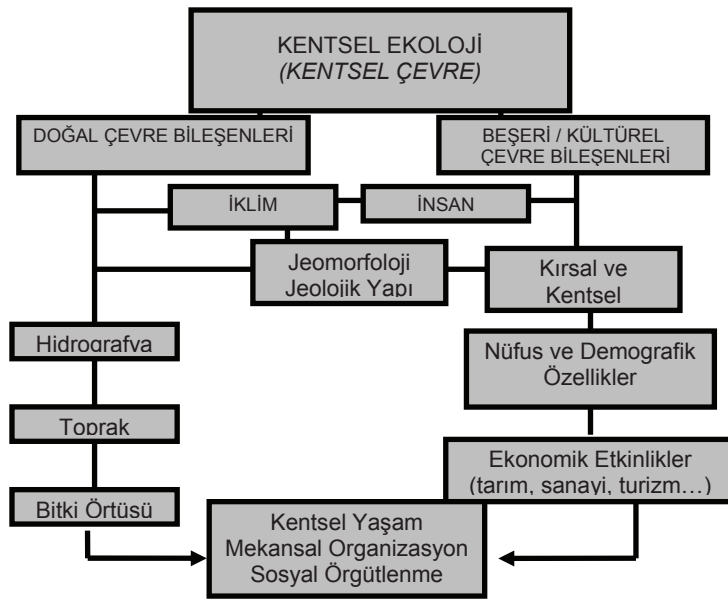 KENTSEL EKOLOJİ
(KENTSEL ÇEVRE)
DOĞAL ÇEVRE BİLEŞENLERİ
BEŞERİ / KÜLTÜREL
ÇEVRE BİLEŞENLERİ
İKLİM
İNSAN
Jeomorfoloji
Jeolojik Yapı
Kırsal ve
Kentsel
Hidrografya
Nüfus ve Demografik
Özellikler
Toprak
Ekonomik Etkinlikler
(tarım, sanayi, turizm…)
Bitki Örtüsü
Kentsel Yaşam
Mekansal Organizasyon
Sosyal Örgütlenme